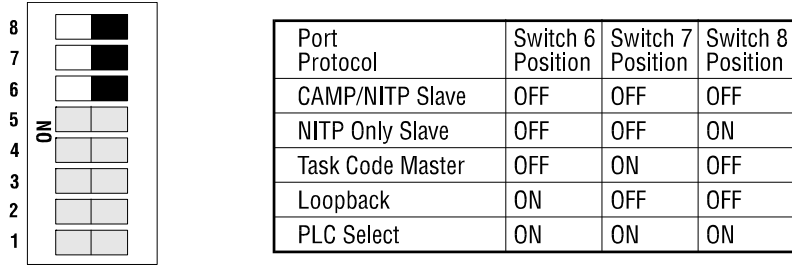 8
7
6
5
4
3
2
1
ON
Port Protocol Switch 6 Position Switch 7 Position Switch 8 Position
CAMP/NITP Slave OFF OFF OFF
NITP Only Slave OFF OFF ON
Task Code Master OFF ON OFF
Loopback ON OFF OFF
PLC Select ON ON ON